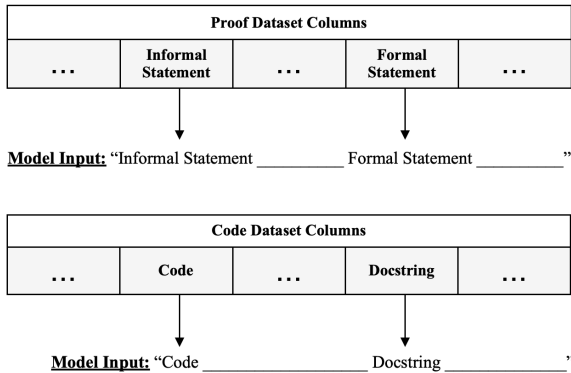 Proof Dataset Columns
... Informal Statement ... Formal Statement ...
Model Input: “Informal Statement __________ Formal Statement __________”
Code Dataset Columns
... Code ... Docstring ...
Model Input: “Code ___________________ Docstring ______________”